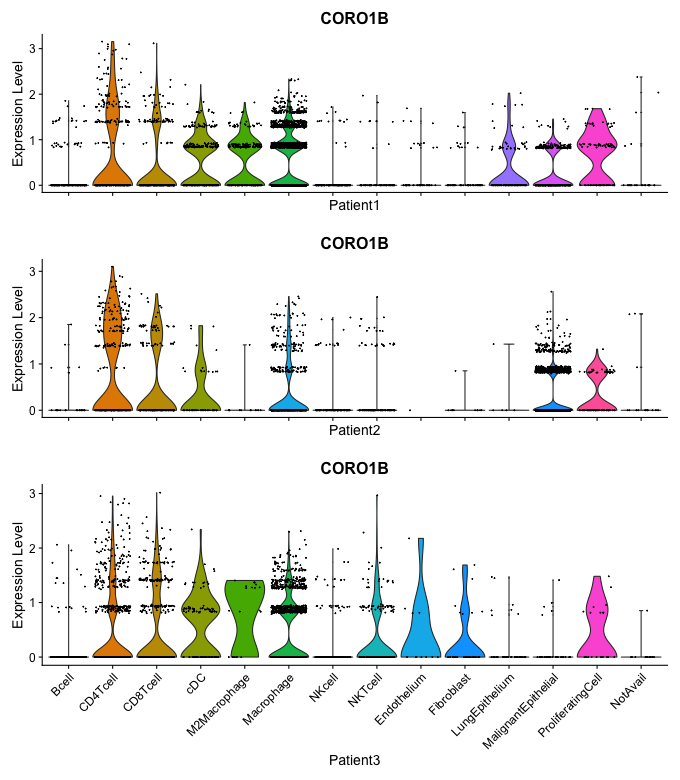 CORO1B
Expression Level
3
2
1
0
Patient1
CORO1B
Expression Level
3
2
1
0
Patient2
CORO1B
Expression Level
3
2
1
0
Bcell
CD4Tcell
CD8Tcell
cDC
M2Macrophage
Macrophage
NKcell
NKTcell
Endothelium
Fibroblast
LungEpithelium
MalignantEpithelial
ProliferatingCell
NotAvail
Patient3